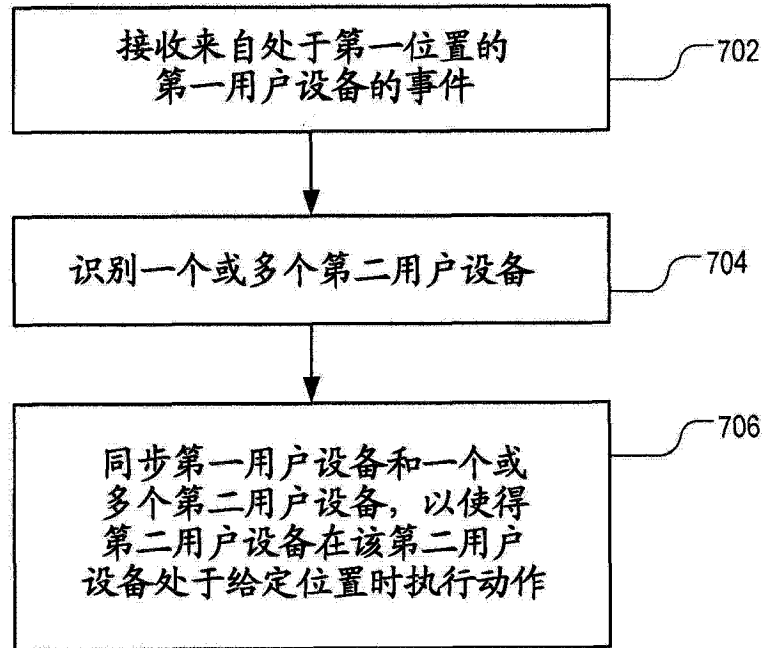 接收来自处于第一位置的
第一用户设备的事件
702
识别一个或多个第二用户设备
704
同步第一用户设备和一个或
多个第二用户设备，以使得
第二用户设备在该第二用户
设备处于给定位置时执行动作
706